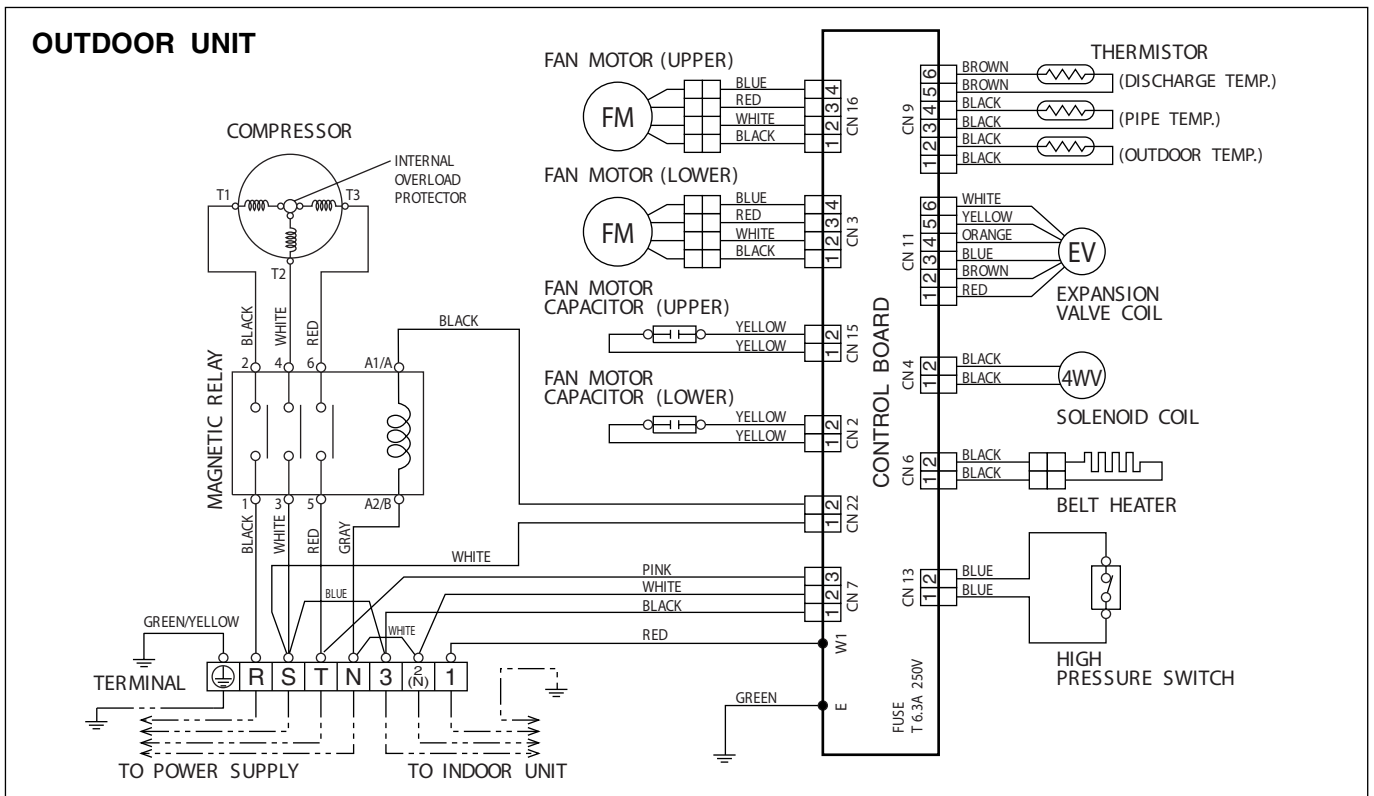 OUTDOOR UNIT
COMPRESSOR
INTERNAL
OVERLOAD
PROTECTOR
T1
T3
T2
BLACK
WHITE
RED
2
4
6
A1/A
BLACK
MAGNETIC RELAY
1
3
5
A2/B
BLACK
WHITE
RED
GRAY
WHITE
BLUE
WHITE
GREEN/YELLOW
TERMINAL
R S T N 3 2(N) 1
TO POWER SUPPLY
TO INDOOR UNIT
FAN MOTOR (UPPER)
FM
BLUE
RED
WHITE
BLACK
4
3
2
1
CN 16
FAN MOTOR (LOWER)
FM
BLUE
RED
WHITE
BLACK
4
3
2
1
CN 3
FAN MOTOR
CAPACITOR (UPPER)
YELLOW
YELLOW
2
1
CN 15
FAN MOTOR
CAPACITOR (LOWER)
YELLOW
YELLOW
2
1
CN 2
2
1
CN 22
PINK
WHITE
BLACK
3
2
1
CN 7
RED
W1
GREEN
E
CONTROL BOARD
FUSE
T 6.3A 250V
THERMISTOR
6
5
4
3
2
1
CN 9
BROWN
BROWN
BLACK
BLACK
BLACK
BLACK
(DISCHARGE TEMP.)
(PIPE TEMP.)
(OUTDOOR TEMP.)
6
5
4
3
2
1
CN 11
WHITE
YELLOW
ORANGE
BLUE
BROWN
RED
EV
EXPANSION
VALVE COIL
2
1
CN 4
BLACK
BLACK
4WV
SOLENOID COIL
2
1
CN 6
BLACK
BLACK
BELT HEATER
2
1
CN 13
BLUE
BLUE
HIGH
PRESSURE SWITCH